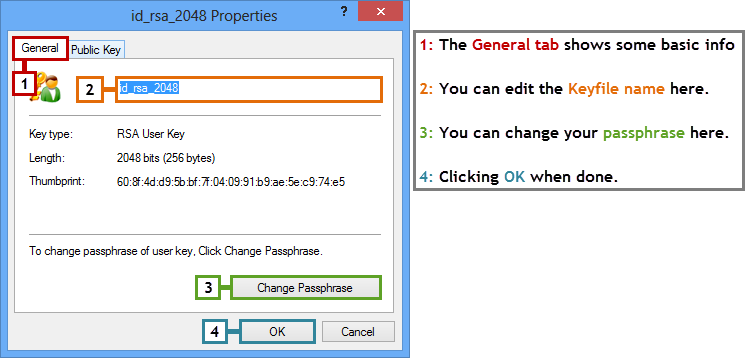 id_rsa_2048 Properties
? ×
General
Public Key
1
2
id_rsa_2048
Key type: RSA User Key
Length: 2048 bits (256 bytes)
Thumbprint: 60:8f:4d:d9:5b:bf:7f:04:09:91:b9:ae:5e:c9:74:e5
To change passphrase of user key, Click Change Passphrase.
3
Change Passphrase
4
OK
Cancel
1: The General tab shows some basic info
2: You can edit the Keyfile name here.
3: You can change your passphrase here.
4: Clicking OK when done.